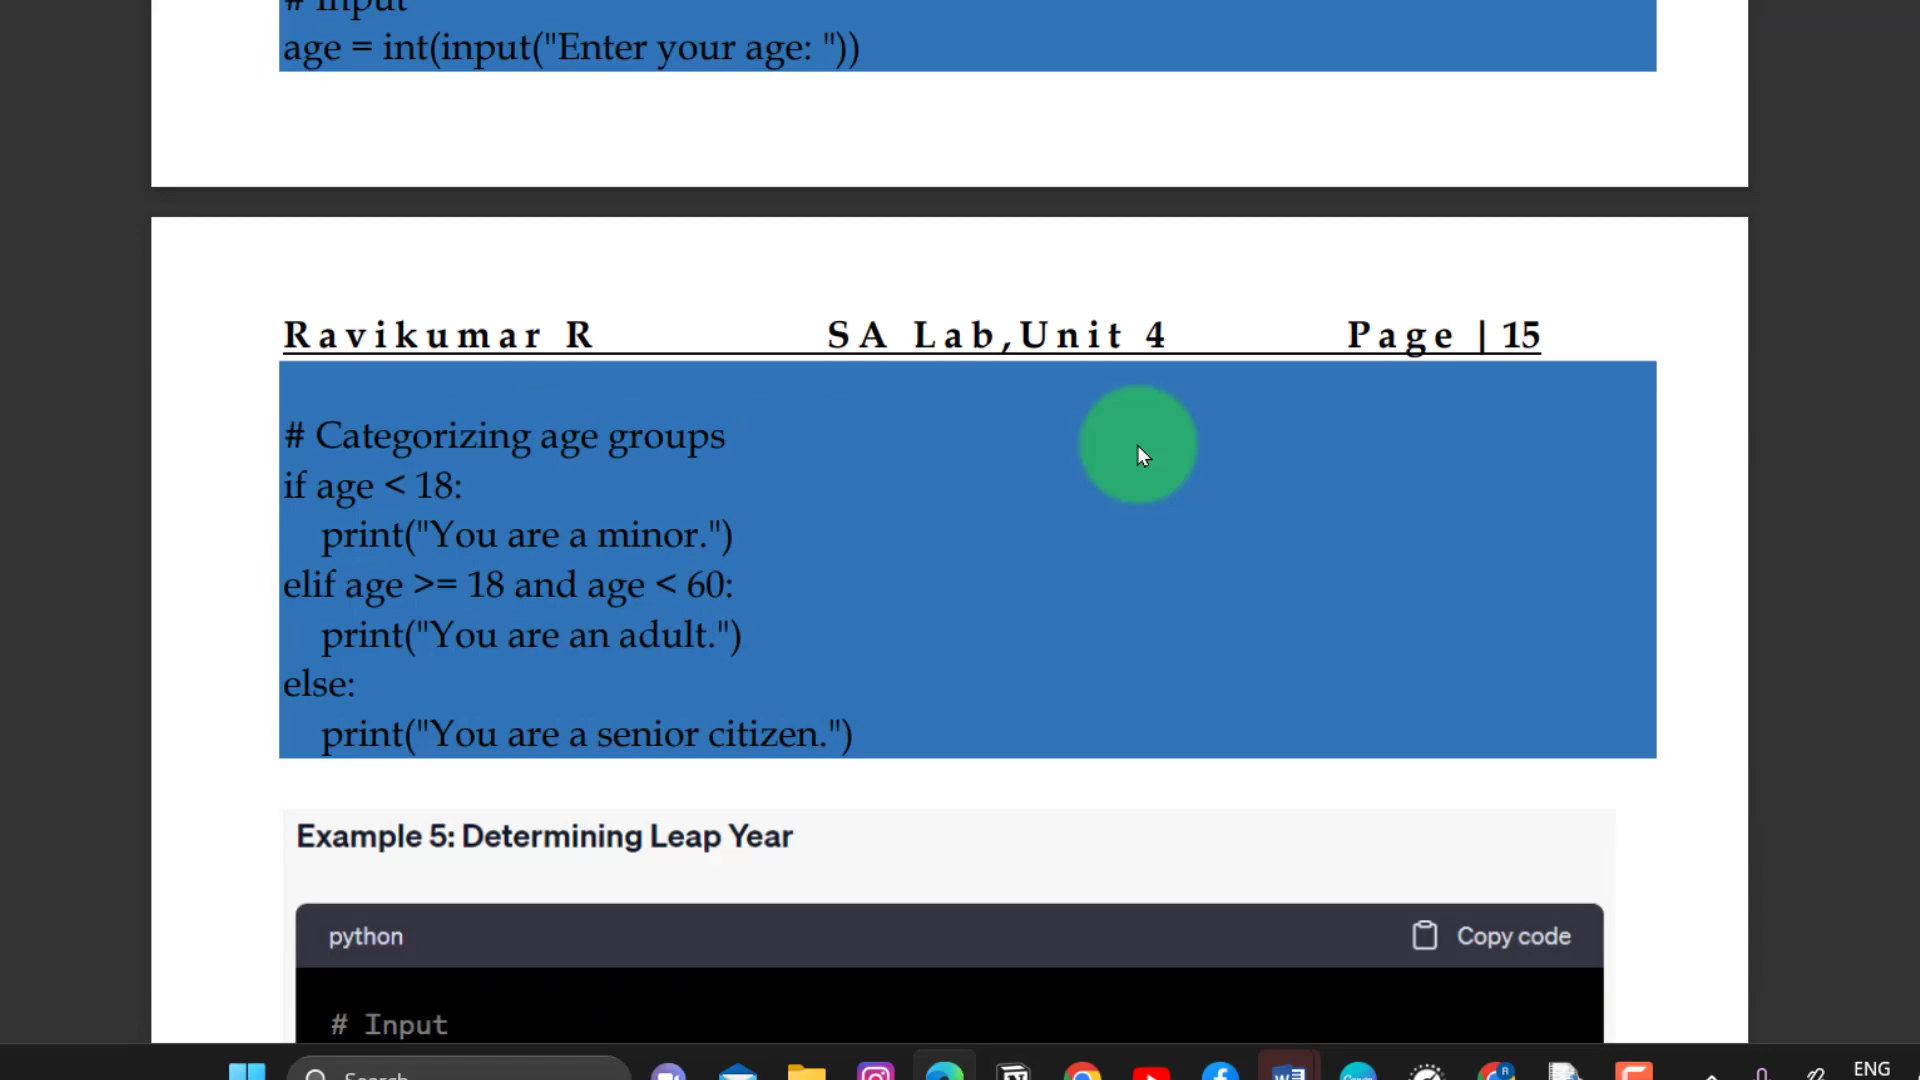 # Input
age = int(input("Enter your age: "))
Ravikumar R SA Lab,Unit 4 Page | 15
# Categorizing age groups
if age < 18:
    print("You are a minor.")
elif age >= 18 and age < 60:
    print("You are an adult.")
else:
    print("You are a senior citizen.")
Example 5: Determining Leap Year
python Copy code
# Input
Search
ENG